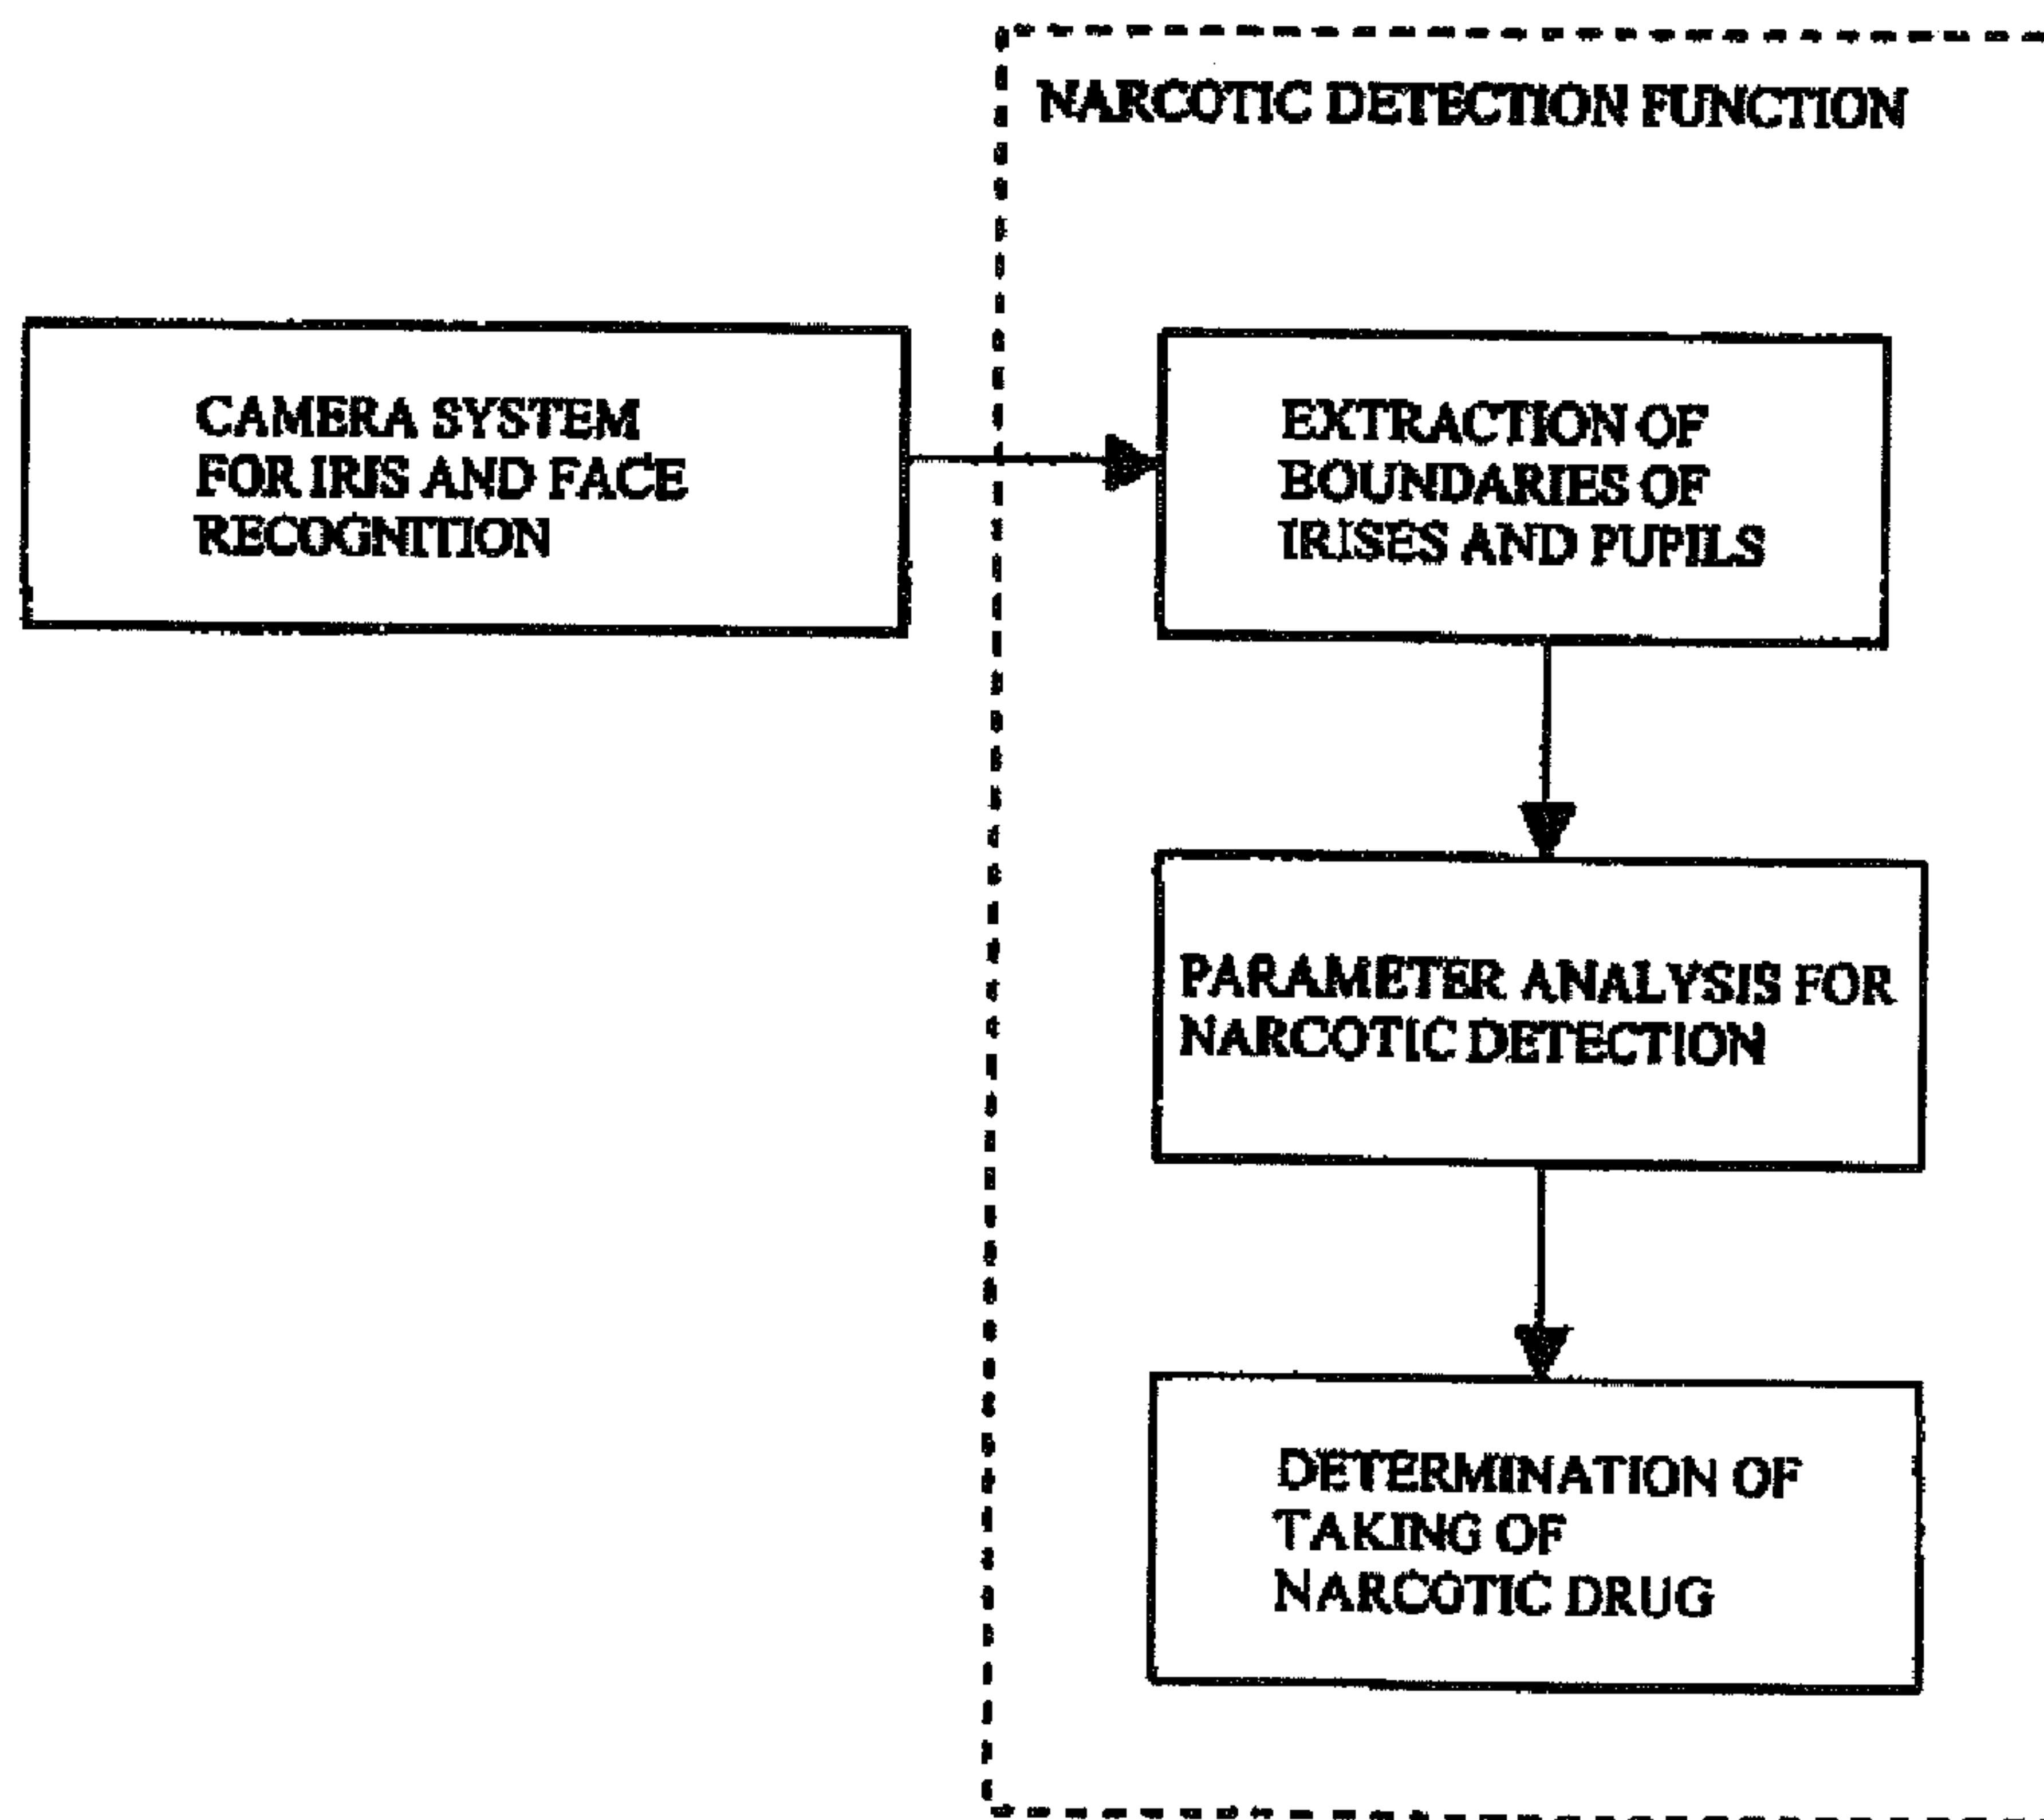 NARCOTIC DETECTION FUNCTION
CAMERA SYSTEM
FOR IRIS AND FACE
RECOGNITION
EXTRACTION OF
BOUNDARIES OF
IRISES AND PUPILS
PARAMETER ANALYSIS FOR
NARCOTIC DETECTION
DETERMINATION OF
TAKING OF
NARCOTIC DRUG